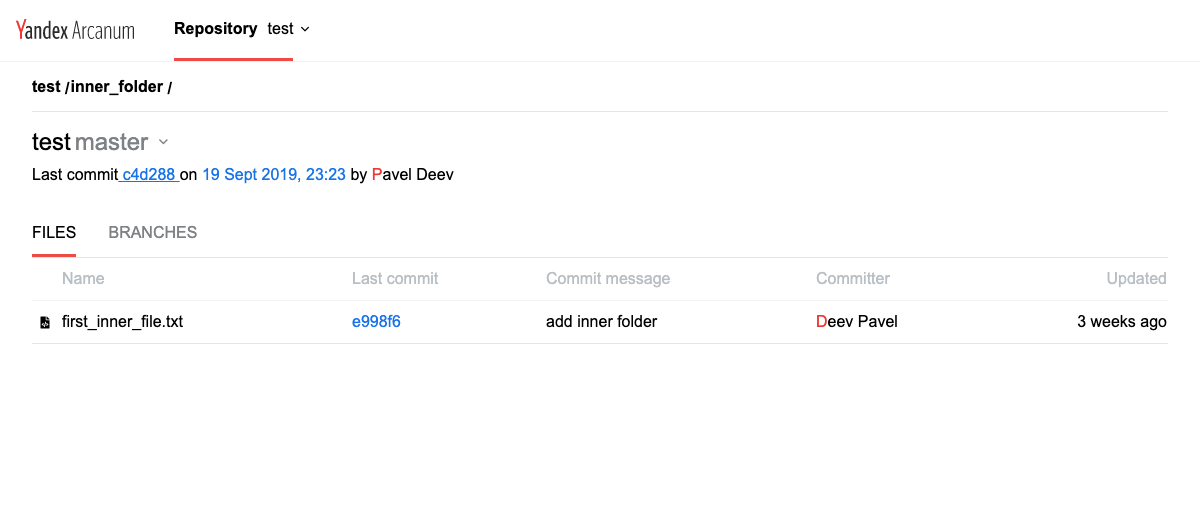 Yandex Arcanum Repository test
test /inner_folder /
test master
Last commit c4d288 on 19 Sept 2019, 23:23 by Pavel Deev
FILES BRANCHES
Name Last commit Commit message Committer Updated
first_inner_file.txt e998f6 add inner folder Deev Pavel 3 weeks ago